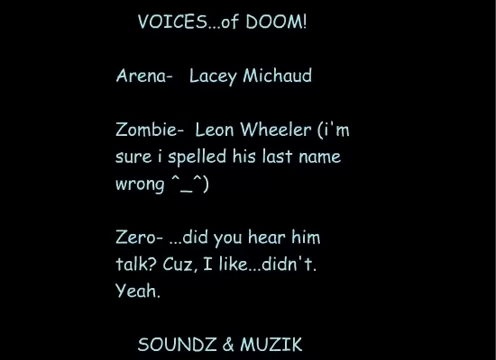 VOICES...of DOOM!
Arena- Lacey Michaud
Zombie- Leon Wheeler (i'm
sure i spelled his last name
wrong ^_^)
Zero- ...did you hear him
talk? Cuz, I like...didn't.
Yeah.
SOUNDZ & MUZIK